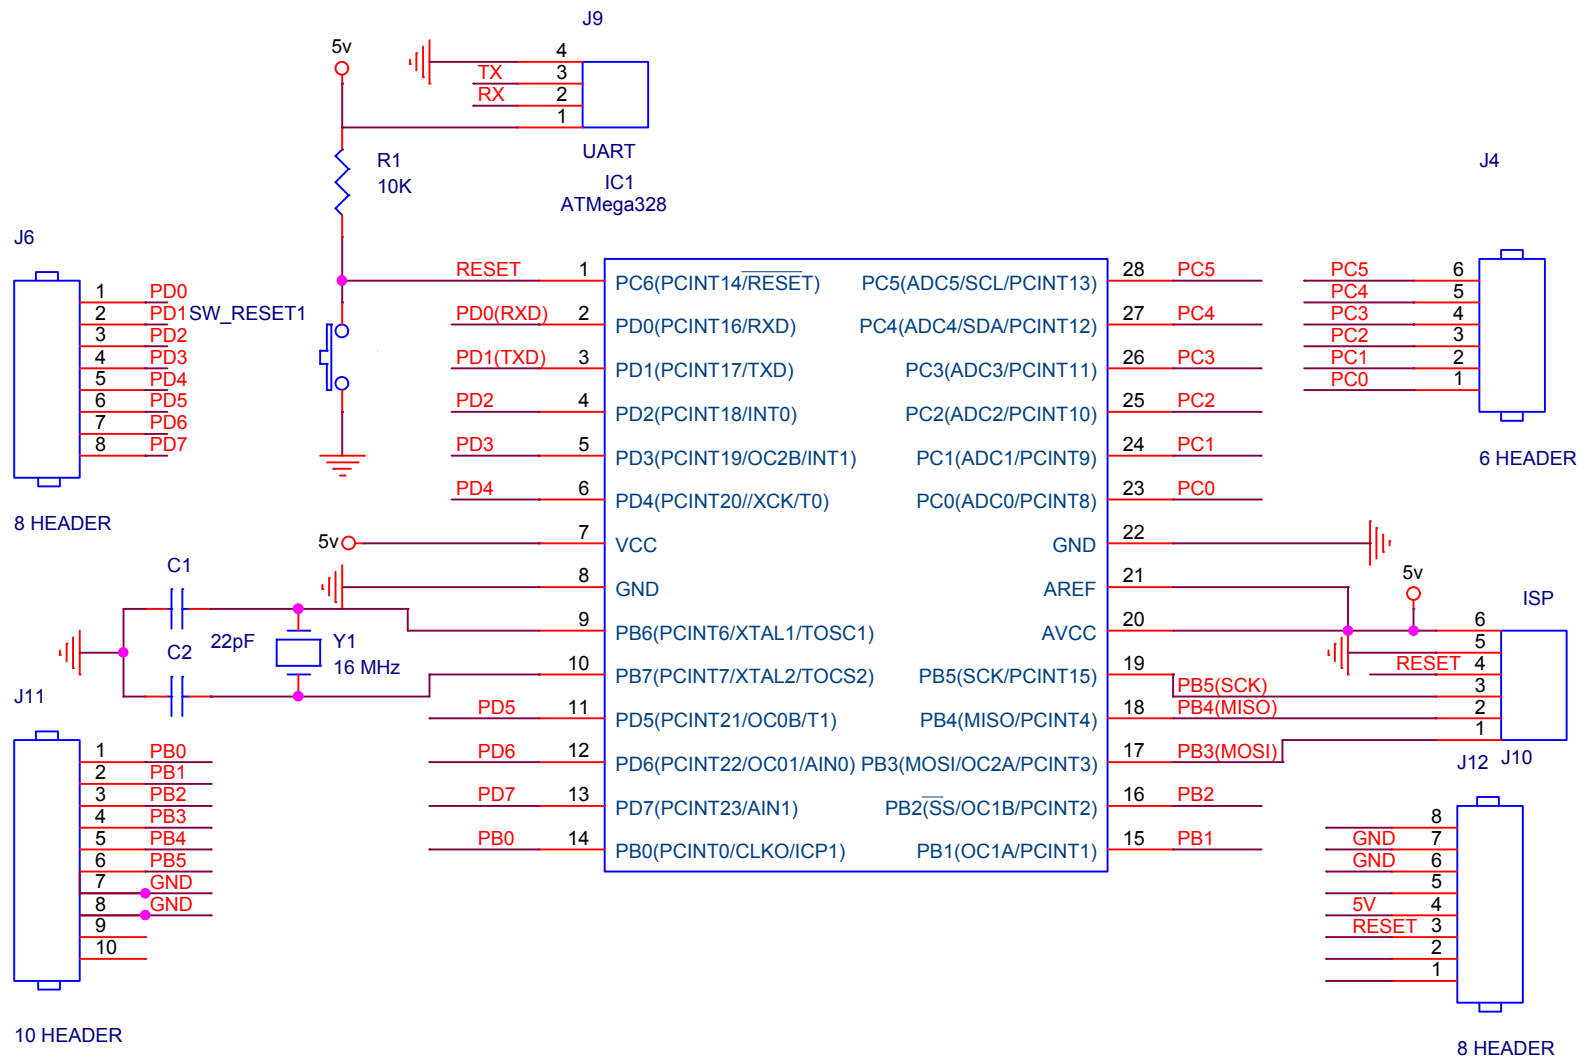 J9
5v
4
TX 3
RX 2
1
UART
R1
10K
IC1
ATMega328
J4
J6
1 PD0
2 PD1
3 PD2
4 PD3
5 PD4
6 PD5
7 PD6
8 PD7
8 HEADER
SW_RESET1
RESET 1 PC6(PCINT14/RESET)
PD0(RXD) 2 PD0(PCINT16/RXD)
PD1(TXD) 3 PD1(PCINT17/TXD)
PD2 4 PD2(PCINT18/INT0)
PD3 5 PD3(PCINT19/OC2B/INT1)
PD4 6 PD4(PCINT20//XCK/T0)
5v 7 VCC
8 GND
9 PB6(PCINT6/XTAL1/TOSC1)
10 PB7(PCINT7/XTAL2/TOCS2)
PD5 11 PD5(PCINT21/OC0B/T1)
PD6 12 PD6(PCINT22/OC01/AIN0)
PD7 13 PD7(PCINT23/AIN1)
PB0 14 PB0(PCINT0/CLKO/ICP1)
PC5(ADC5/SCL/PCINT13) 28 PC5
PC4(ADC4/SDA/PCINT12) 27 PC4
PC3(ADC3/PCINT11) 26 PC3
PC2(ADC2/PCINT10) 25 PC2
PC1(ADC1/PCINT9) 24 PC1
PC0(ADC0/PCINT8) 23 PC0
GND 22
AREF 21
AVCC 20
PB5(SCK/PCINT15) 19 PB5(SCK)
PB4(MISO/PCINT4) 18 PB4(MISO)
PB3(MOSI/OC2A/PCINT3) 17 PB3(MOSI)
PB2(SS/OC1B/PCINT2) 16 PB2
PB1(OC1A/PCINT1) 15 PB1
PC5 6
PC4 5
PC3 4
PC2 3
PC1 2
PC0 1
6 HEADER
C1
22pF
C2
Y1
16 MHz
5v
ISP
6
5
RESET 4
3
2
1
J10
J11
1 PB0
2 PB1
3 PB2
4 PB3
5 PB4
6 PB5
7 GND
8 GND
9
10
10 HEADER
J12
8
GND 7
GND 6
5
5V 4
RESET 3
2
1
8 HEADER